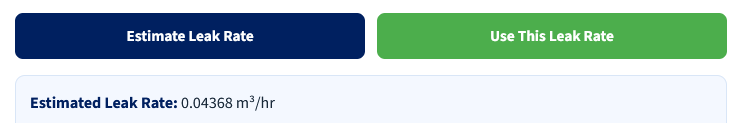 Estimate Leak Rate
Use This Leak Rate
Estimated Leak Rate: 0.04368 m³/hr